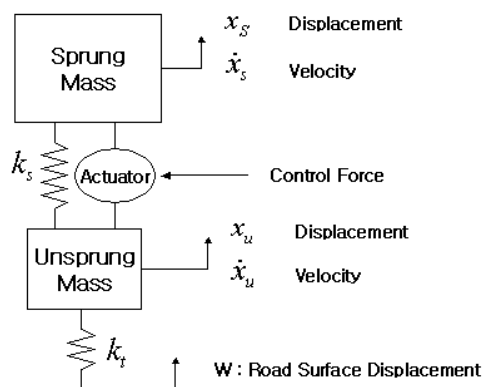 Sprung Mass
x_S Displacement
ẋ_s Velocity
k_s
Actuator
Control Force
Unsprung Mass
x_u Displacement
ẋ_u Velocity
k_t
W : Road Surface Displacement